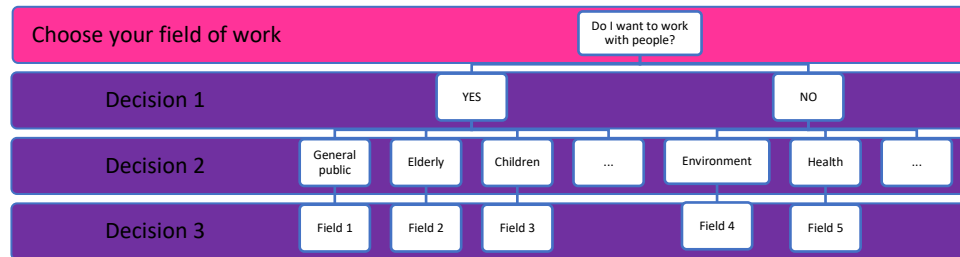 Choose your field of work
Do I want to work
with people?
Decision 1
YES
NO
Decision 2
General
public
Elderly
Children
...
Environment
Health
...
Decision 3
Field 1
Field 2
Field 3
Field 4
Field 5